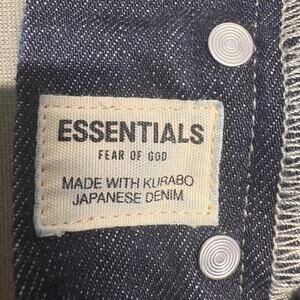 ESSENTIALS
FEAR OF GOD
MADE WITH KURABO
JAPANESE DENIM